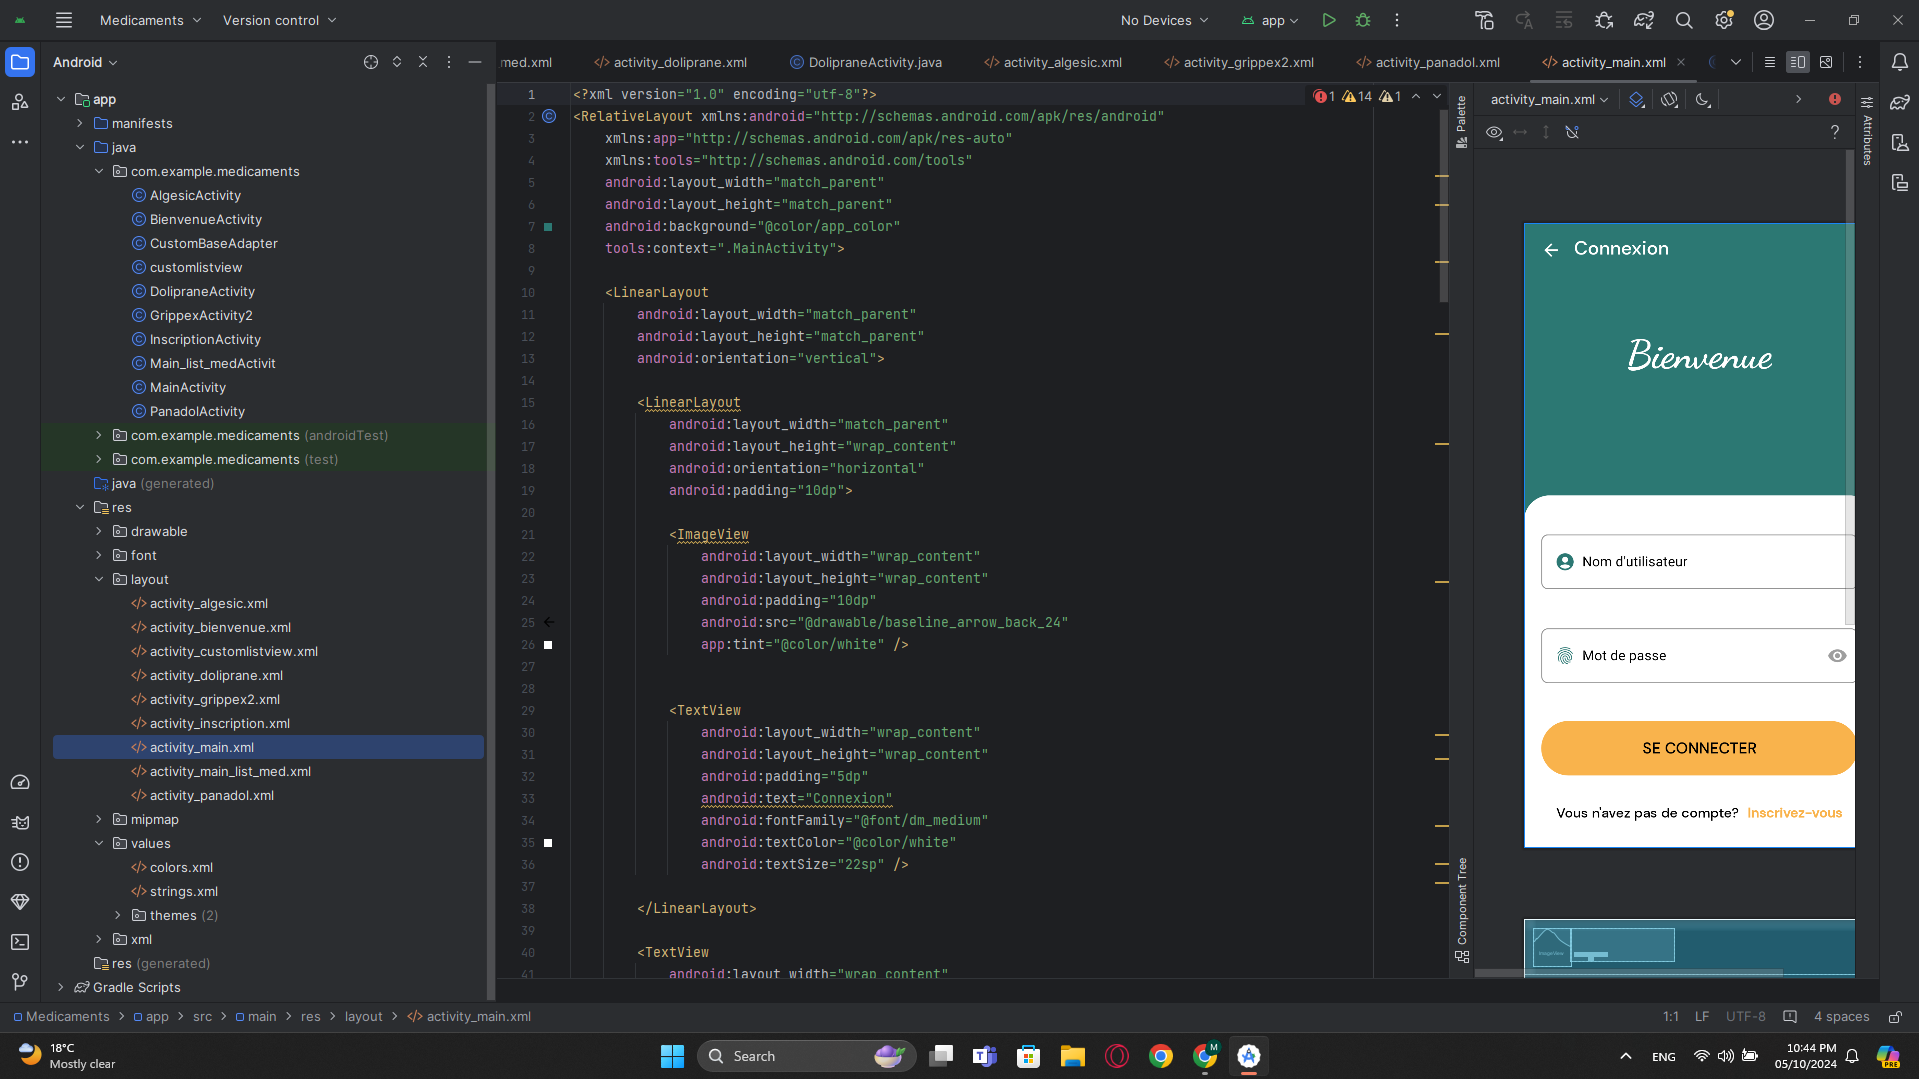 Medicaments
Version control
No Devices
app
Android
med.xml
activity_doliprane.xml
DolipraneActivity.java
activity_algesic.xml
activity_grippex2.xml
activity_panadol.xml
activity_main.xml
app
manifests
java
com.example.medicaments
AlgesicActivity
BienvenueActivity
CustomBaseAdapter
customlistview
DolipraneActivity
GrippexActivity2
InscriptionActivity
Main_list_medActivit
MainActivity
PanadolActivity
com.example.medicaments (androidTest)
com.example.medicaments (test)
java (generated)
res
drawable
font
layout
activity_algesic.xml
activity_bienvenue.xml
activity_customlistview.xml
activity_doliprane.xml
activity_grippex2.xml
activity_inscription.xml
activity_main.xml
activity_main_list_med.xml
activity_panadol.xml
mipmap
values
colors.xml
strings.xml
themes (2)
xml
res (generated)
Gradle Scripts
1 <?xml version="1.0" encoding="utf-8"?>
2 <RelativeLayout xmlns:android="http://schemas.android.com/apk/res/android"
3 xmlns:app="http://schemas.android.com/apk/res-auto"
4 xmlns:tools="http://schemas.android.com/tools"
5 android:layout_width="match_parent"
6 android:layout_height="match_parent"
7 android:background="@color/app_color"
8 tools:context=".MainActivity">
9
10 <LinearLayout
11 android:layout_width="match_parent"
12 android:layout_height="match_parent"
13 android:orientation="vertical">
14
15 <LinearLayout
16 android:layout_width="match_parent"
17 android:layout_height="wrap_content"
18 android:orientation="horizontal"
19 android:padding="10dp">
20
21 <ImageView
22 android:layout_width="wrap_content"
23 android:layout_height="wrap_content"
24 android:padding="10dp"
25 android:src="@drawable/baseline_arrow_back_24"
26 app:tint="@color/white" />
27
28
29 <TextView
30 android:layout_width="wrap_content"
31 android:layout_height="wrap_content"
32 android:padding="5dp"
33 android:text="Connexion"
34 android:fontFamily="@font/dm_medium"
35 android:textColor="@color/white"
36 android:textSize="22sp" />
37
38 </LinearLayout>
39
40 <TextView
41 android:layout_width="wrap_content"
1 14 1
Palette
Component Tree
activity_main.xml
?
Attributes
Connexion
Bienvenue
Nom d'utilisateur
Mot de passe
SE CONNECTER
Vous n'avez pas de compte? Inscrivez-vous
Medicaments > app > src > main > res > layout > activity_main.xml
1:1 LF UTF-8 4 spaces
18°C
Mostly clear
Search
M
ENG
10:44 PM
05/10/2024
PRE